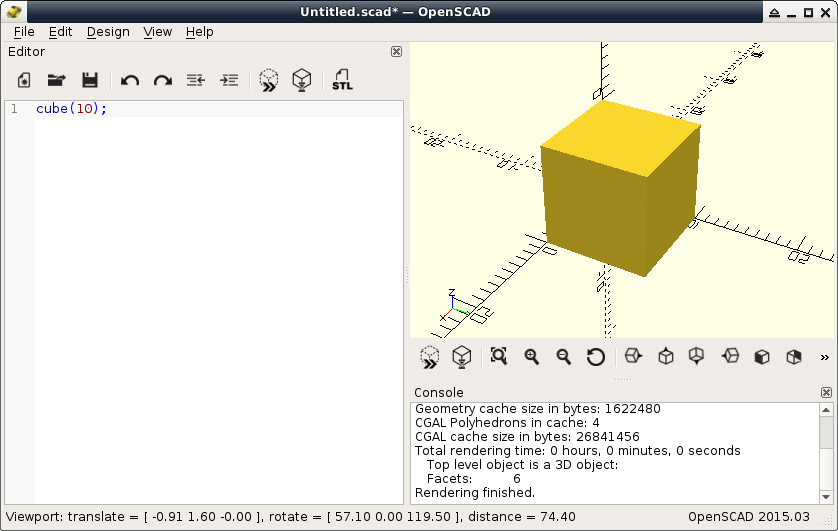 Untitled.scad* — OpenSCAD
File Edit Design View Help
Editor
STL
1 cube(10);
z
x
Console
Geometry cache size in bytes: 1622480
CGAL Polyhedrons in cache: 4
CGAL cache size in bytes: 26841456
Total rendering time: 0 hours, 0 minutes, 0 seconds
Top level object is a 3D object:
Facets: 6
Rendering finished.
Viewport: translate = [ -0.91 1.60 -0.00 ], rotate = [ 57.10 0.00 119.50 ], distance = 74.40 OpenSCAD 2015.03